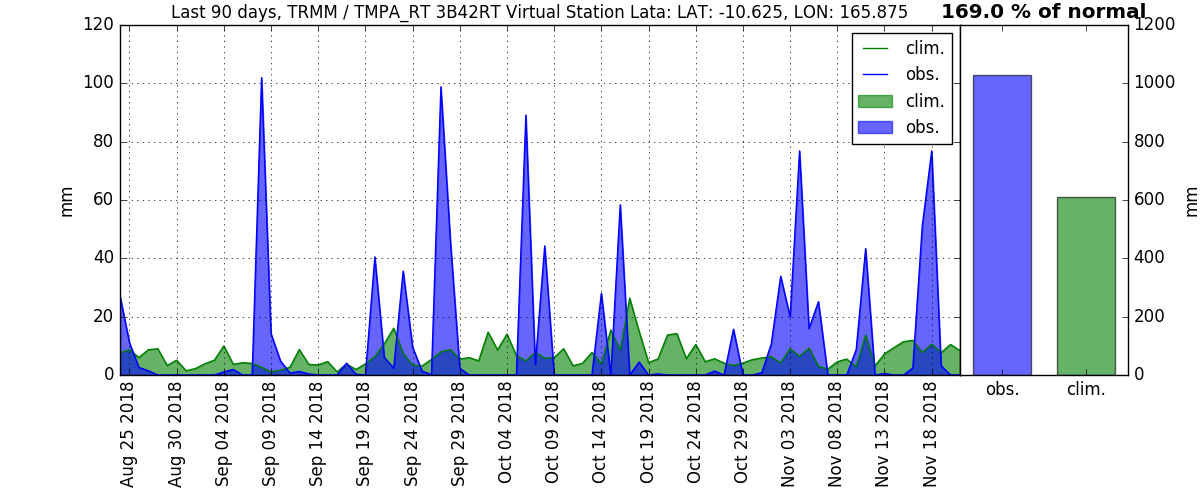 Last 90 days, TRMM / TMPA_RT 3B42RT Virtual Station Lata: LAT: -10.625, LON: 165.875
169.0 % of normal
120
100
80
60
40
20
0
mm
clim.
obs.
clim.
obs.
1200
1000
800
600
400
200
0
mm
Aug 25 2018
Aug 30 2018
Sep 04 2018
Sep 09 2018
Sep 14 2018
Sep 19 2018
Sep 24 2018
Sep 29 2018
Oct 04 2018
Oct 09 2018
Oct 14 2018
Oct 19 2018
Oct 24 2018
Oct 29 2018
Nov 03 2018
Nov 08 2018
Nov 13 2018
Nov 18 2018
obs.
clim.